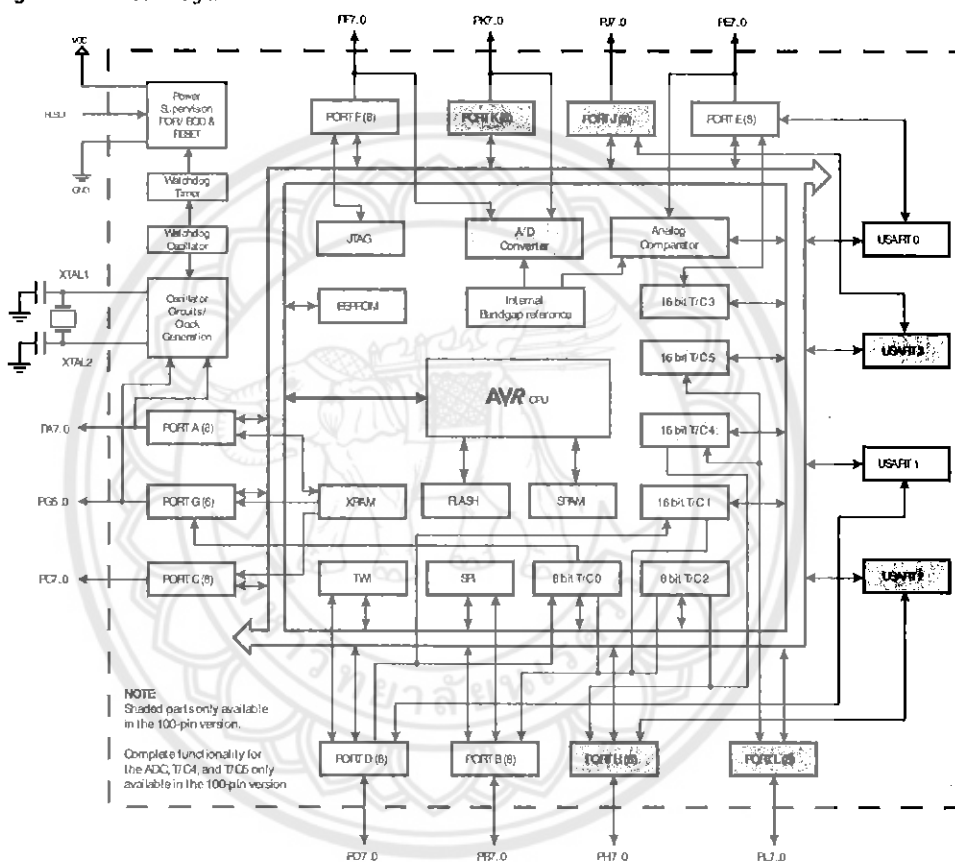 PK7.0
PJ7.0
PE7.0
VCC
Power
Supervision
POR/ BOD &
RESET
PORT F (8)
PORT K (8)
PORT J (8)
PORT E (8)
GND
Watchdog
Timer
Watchdog
Oscillator
JTAG
A/D
Converter
Analog
Comparator
USART 0
XTAL1
Oscillator
Circuits/
Clock
Generation
EEPROM
Internal
Bandgap reference
16 bit T/C 3
XTAL2
16 bit T/C 5
USART 3
AVR CPU
PA7.0
PORT A (8)
16 bit T/C 4
USART 1
PG5.0
PORT G (6)
XRAM
FLASH
SRAM
16 bit T/C 1
PC7.0
PORT C (8)
TWI
SPI
8 bit T/C 0
8 bit T/C 2
USART 2
NOTE:
Shaded parts only available
in the 100-pin version.
Complete functionality for
the ADC, T/C4, and T/C5 only
available in the 100-pin version
PORT D (8)
PORT B (8)
PORT H (8)
PORT L (8)
PD7.0
PB7.0
PH7.0
PL7.0